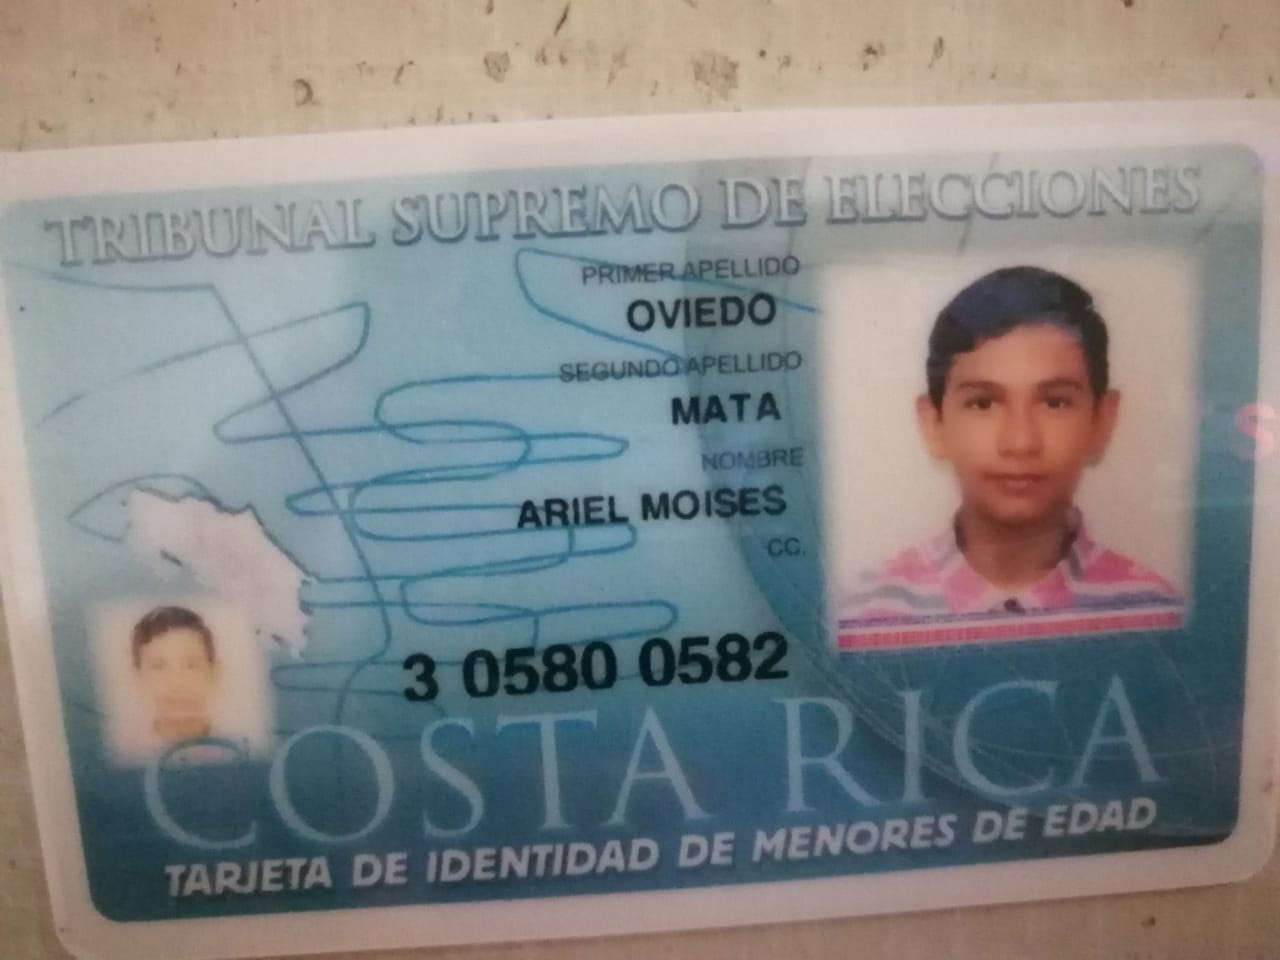 TRIBUNAL SUPREMO DE ELECCIONES
PRIMER APELLIDO
OVIEDO
SEGUNDO APELLIDO
MATA
NOMBRE
ARIEL MOISES
CC.
3 0580 0582
COSTA RICA
TARJETA DE IDENTIDAD DE MENORES DE EDAD
S